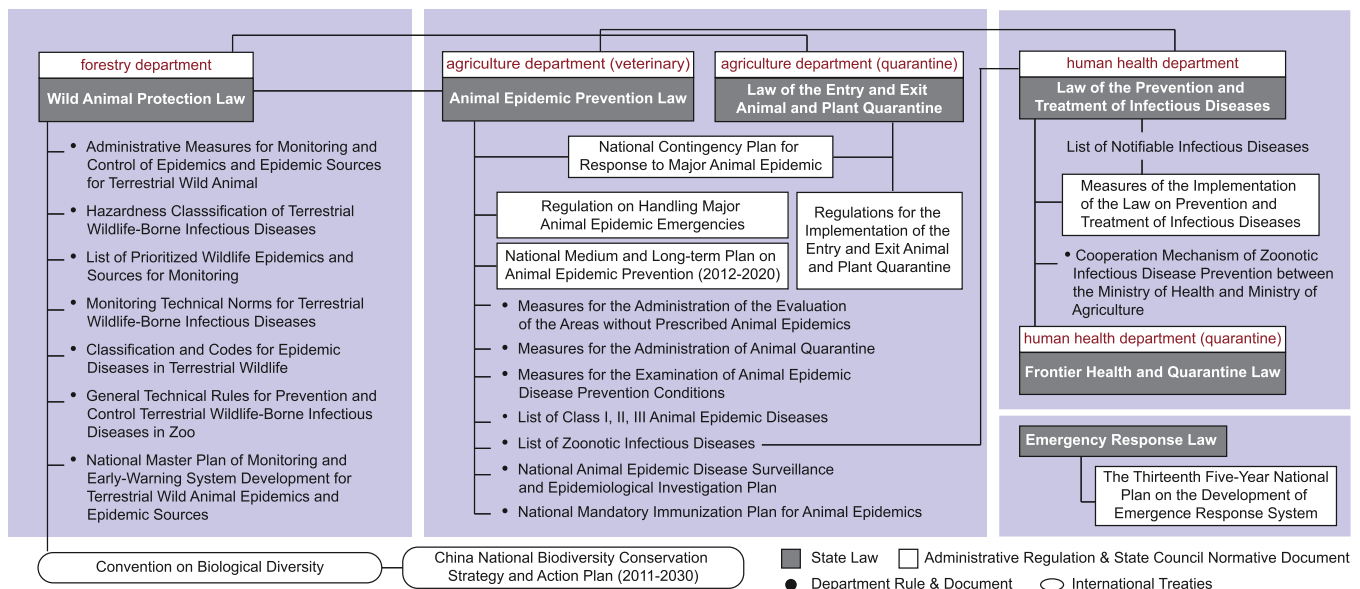 forestry department
Wild Animal Protection Law
Administrative Measures for Monitoring and
Control of Epidemics and Epidemic Sources
for Terrestrial Wild Animal
Hazardness Classsification of Terrestrial
Wildlife-Borne Infectious Diseases
List of Prioritized Wildlife Epidemics and
Sources for Monitoring
Monitoring Technical Norms for Terrestrial
Wildlife-Borne Infectious Diseases
Classification and Codes for Epidemic
Diseases in Terrestrial Wildlife
General Technical Rules for Prevention and
Control Terrestrial Wildlife-Borne Infectious
Diseases in Zoo
National Master Plan of Monitoring and
Early-Warning System Development for
Terrestrial Wild Animal Epidemics and
Epidemic Sources
agriculture department (veterinary)
Animal Epidemic Prevention Law
agriculture department (quarantine)
Law of the Entry and Exit
Animal and Plant Quarantine
National Contingency Plan for
Response to Major Animal Epidemic
Regulation on Handling Major
Animal Epidemic Emergencies
National Medium and Long-term Plan on
Animal Epidemic Prevention (2012-2020)
Regulations for the
Implementation of the
Entry and Exit Animal
and Plant Quarantine
Measures for the Administration of the Evaluation
of the Areas without Prescribed Animal Epidemics
Measures for the Administration of Animal Quarantine
Measures for the Examination of Animal Epidemic
Disease Prevention Conditions
List of Class I, II, III Animal Epidemic Diseases
List of Zoonotic Infectious Diseases
National Animal Epidemic Disease Surveillance
and Epidemiological Investigation Plan
National Mandatory Immunization Plan for Animal Epidemics
human health department
Law of the Prevention and
Treatment of Infectious Diseases
List of Notifiable Infectious Diseases
Measures of the Implementation
of the Law on Prevention and
Treatment of Infectious Diseases
Cooperation Mechanism of Zoonotic
Infectious Disease Prevention between
the Ministry of Health and Ministry of
Agriculture
human health department (quarantine)
Frontier Health and Quarantine Law
Emergency Response Law
The Thirteenth Five-Year National
Plan on the Development of
Emergence Response System
Convention on Biological Diversity
China National Biodiversity Conservation
Strategy and Action Plan (2011-2030)
State Law
Administrative Regulation & State Council Normative Document
Department Rule & Document
International Treaties